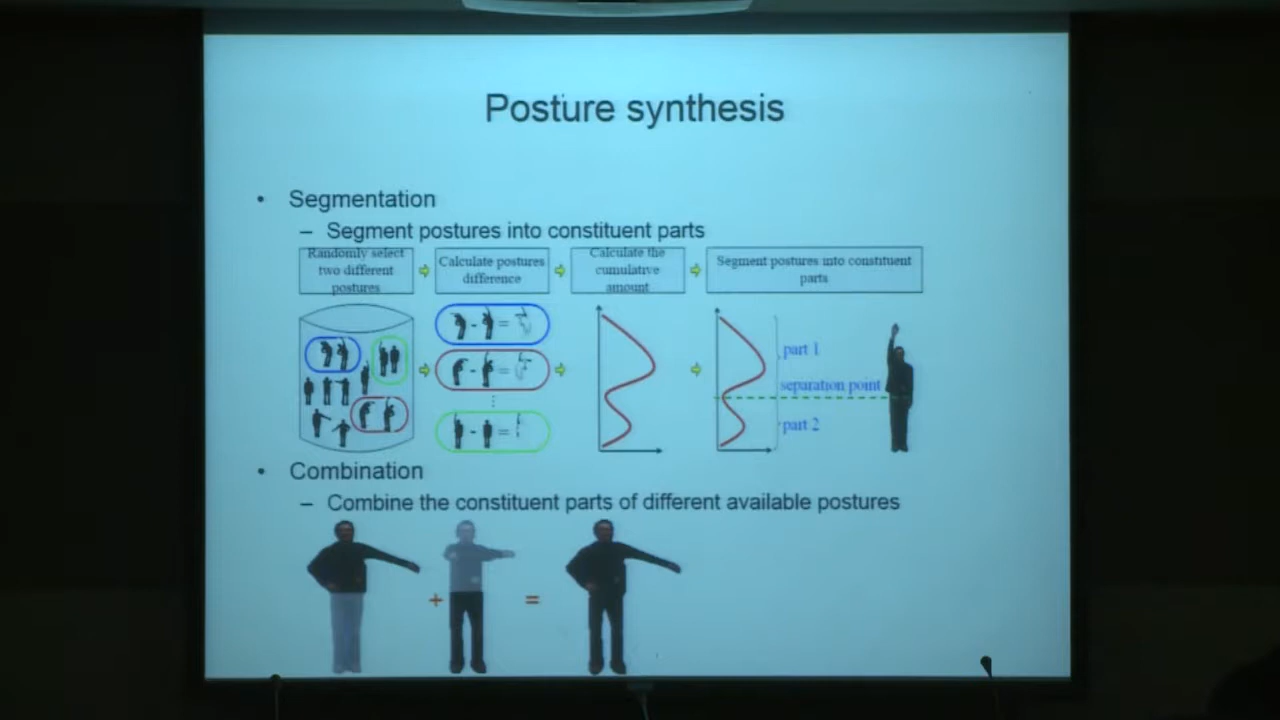 Posture synthesis
• Segmentation
– Segment postures into constituent parts
Randomly select
two different
postures
Calculate postures
difference
Calculate the
cumulative
amount
Segment postures into constituent
parts
- =
- =
⋮
- =
part 1
separation point
part 2
• Combination
– Combine the constituent parts of different available postures
+ =